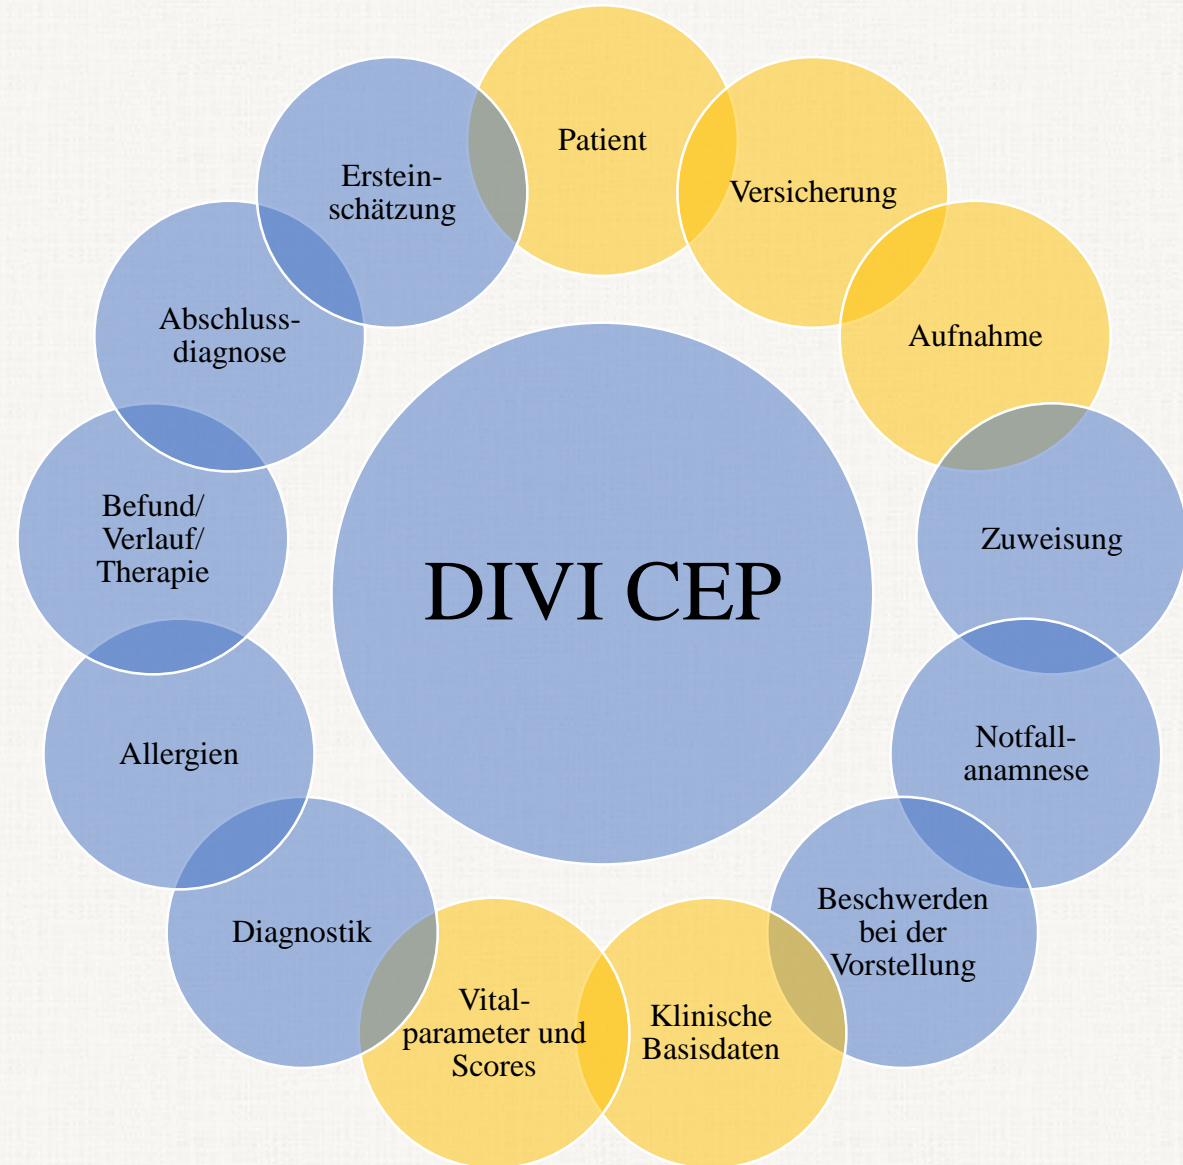 Patient
Versicherung
Aufnahme
Zuweisung
Notfall-
anamnese
Beschwerden
bei der
Vorstellung
Klinische
Basisdaten
Vital-
parameter und
Scores
Diagnostik
Allergien
Befund/
Verlauf/
Therapie
Abschluss-
diagnose
Erstein-
schätzung
DIVI CEP